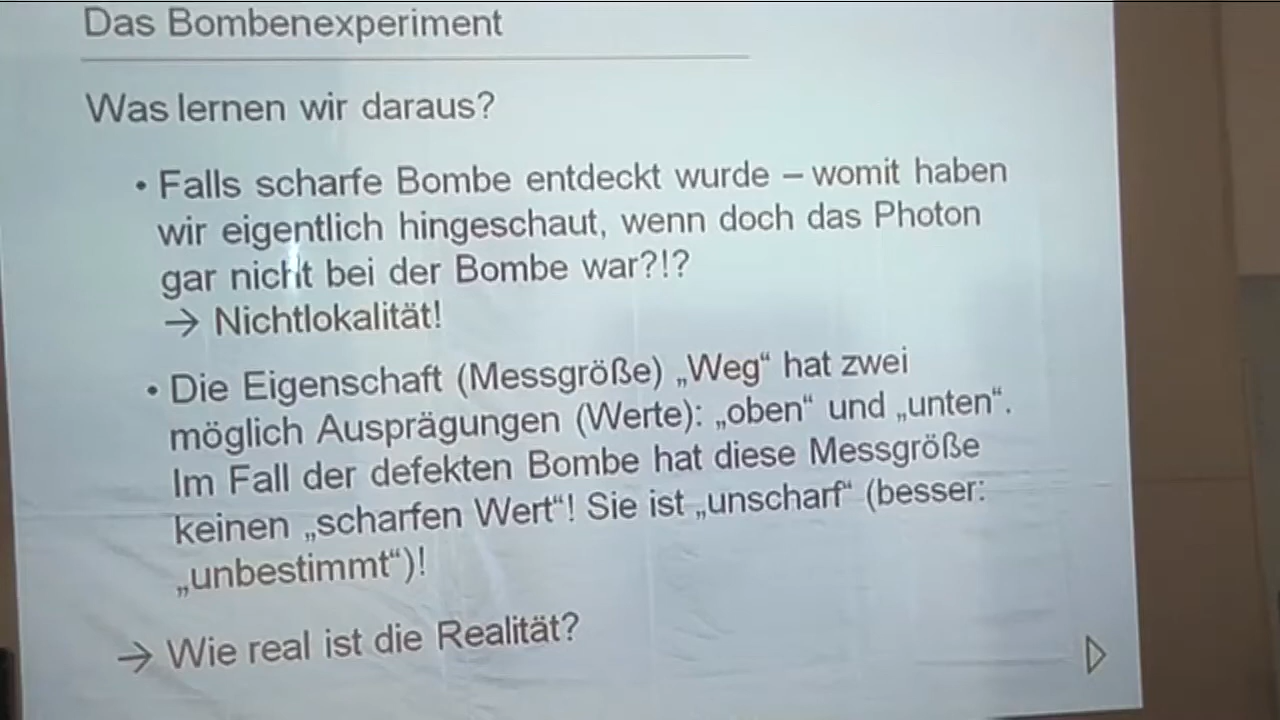 Das Bombenexperiment
Was lernen wir daraus?
• Falls scharfe Bombe entdeckt wurde – womit haben
wir eigentlich hingeschaut, wenn doch das Photon
gar nicht bei der Bombe war?!?
→ Nichtlokalität!
• Die Eigenschaft (Messgröße) „Weg“ hat zwei
möglich Ausprägungen (Werte): „oben“ und „unten“.
Im Fall der defekten Bombe hat diese Messgröße
keinen „scharfen Wert“! Sie ist „unscharf“ (besser:
„unbestimmt“)!
→ Wie real ist die Realität?